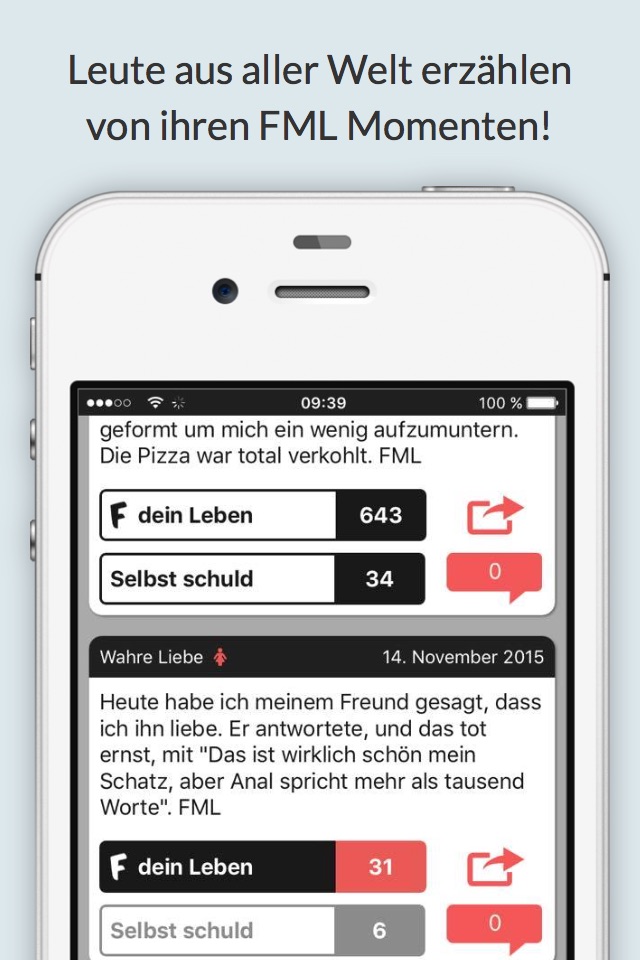 Leute aus aller Welt erzählen
von ihren FML Momenten!
09:39
100 %
geformt um mich ein wenig aufzumuntern.
Die Pizza war total verkohlt. FML
F dein Leben 643
Selbst schuld 34
0
Wahre Liebe 14. November 2015
Heute habe ich meinem Freund gesagt, dass
ich ihn liebe. Er antwortete, und das tot
ernst, mit "Das ist wirklich schön mein
Schatz, aber Anal spricht mehr als tausend
Worte". FML
F dein Leben 31
Selbst schuld 6
0